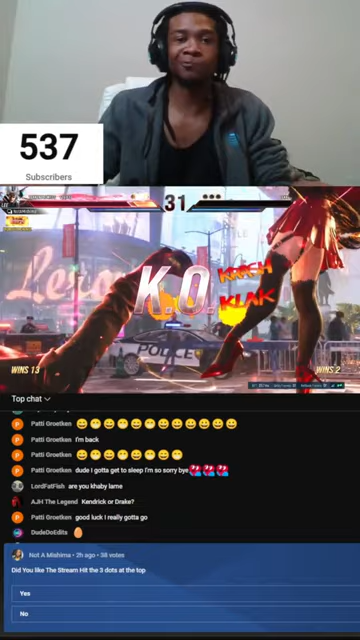 537
Subscribers
LEE
31
K.O.
KRRCH
KLAK
POLICE
WINS 13
WINS 2
Top chat
P Patti Groetken 😄😄😄😄😄😄😄😄😄😄😄😄
P Patti Groetken I'm back
P Patti Groetken 😄😄😄😄😄😄😄😄
P Patti Groetken dude I gotta get to sleep I'm so sorry bye
LordFatFish are you khaby lame
AJH The Legend Kendrick or Drake?
P Patti Groetken good luck I really gotta go
DudeDoEdits 🥚
Not A Mishima • 2h ago • 38 votes
Did You like The Stream Hit the 3 dots at the top
Yes
No